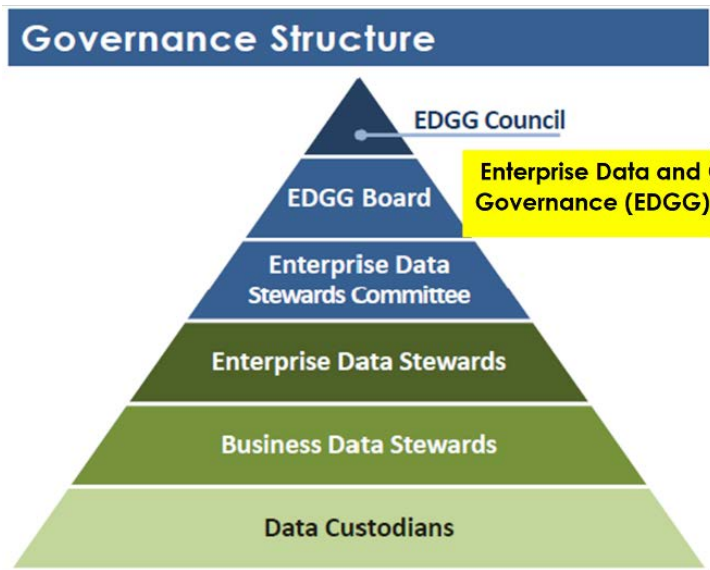 Governance Structure
EDGG Council
EDGG Board
Enterprise Data and
Governance (EDGG)
Enterprise Data
Stewards Committee
Enterprise Data Stewards
Business Data Stewards
Data Custodians